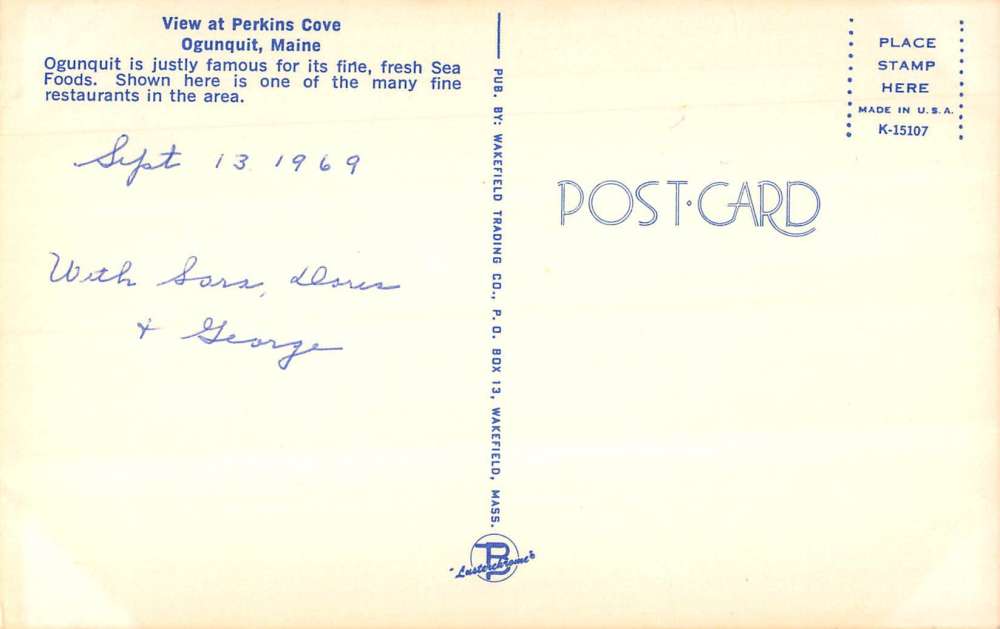 View at Perkins Cove
Ogunquit, Maine
Ogunquit is justly famous for its fine, fresh Sea
Foods. Shown here is one of the many fine
restaurants in the area.
Sept 13 1969
With Sara, Doris
+ George
PUB. BY: WAKEFIELD TRADING CO., P. O. BOX 13, WAKEFIELD, MASS.
"Lusterchrome"
PLACE
STAMP
HERE
MADE IN U.S.A.
K-15107
POST·CARD